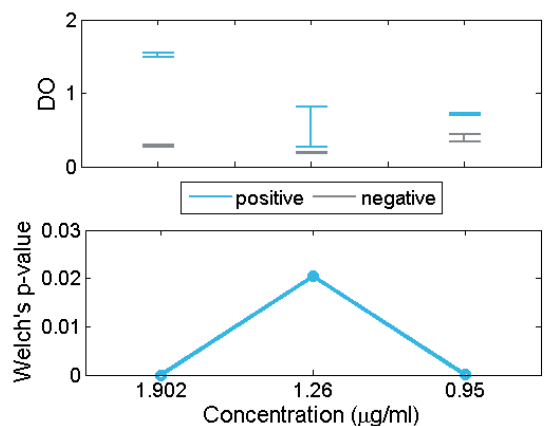 2
1
0
DO
positive negative
0.03
0.02
0.01
0
Welch's p-value
1.902 1.26 0.95
Concentration (μg/ml)